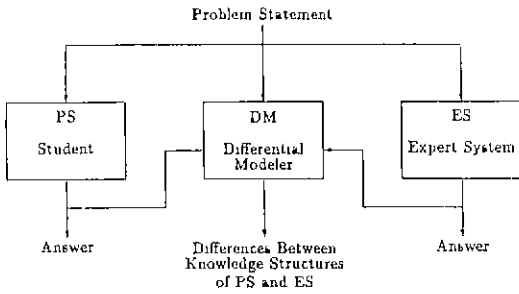 Problem Statement
PS
Student
DM
Differential
Modeler
ES
Expert System
Answer
Differences Between
Knowledge Structures
of PS and ES
Answer